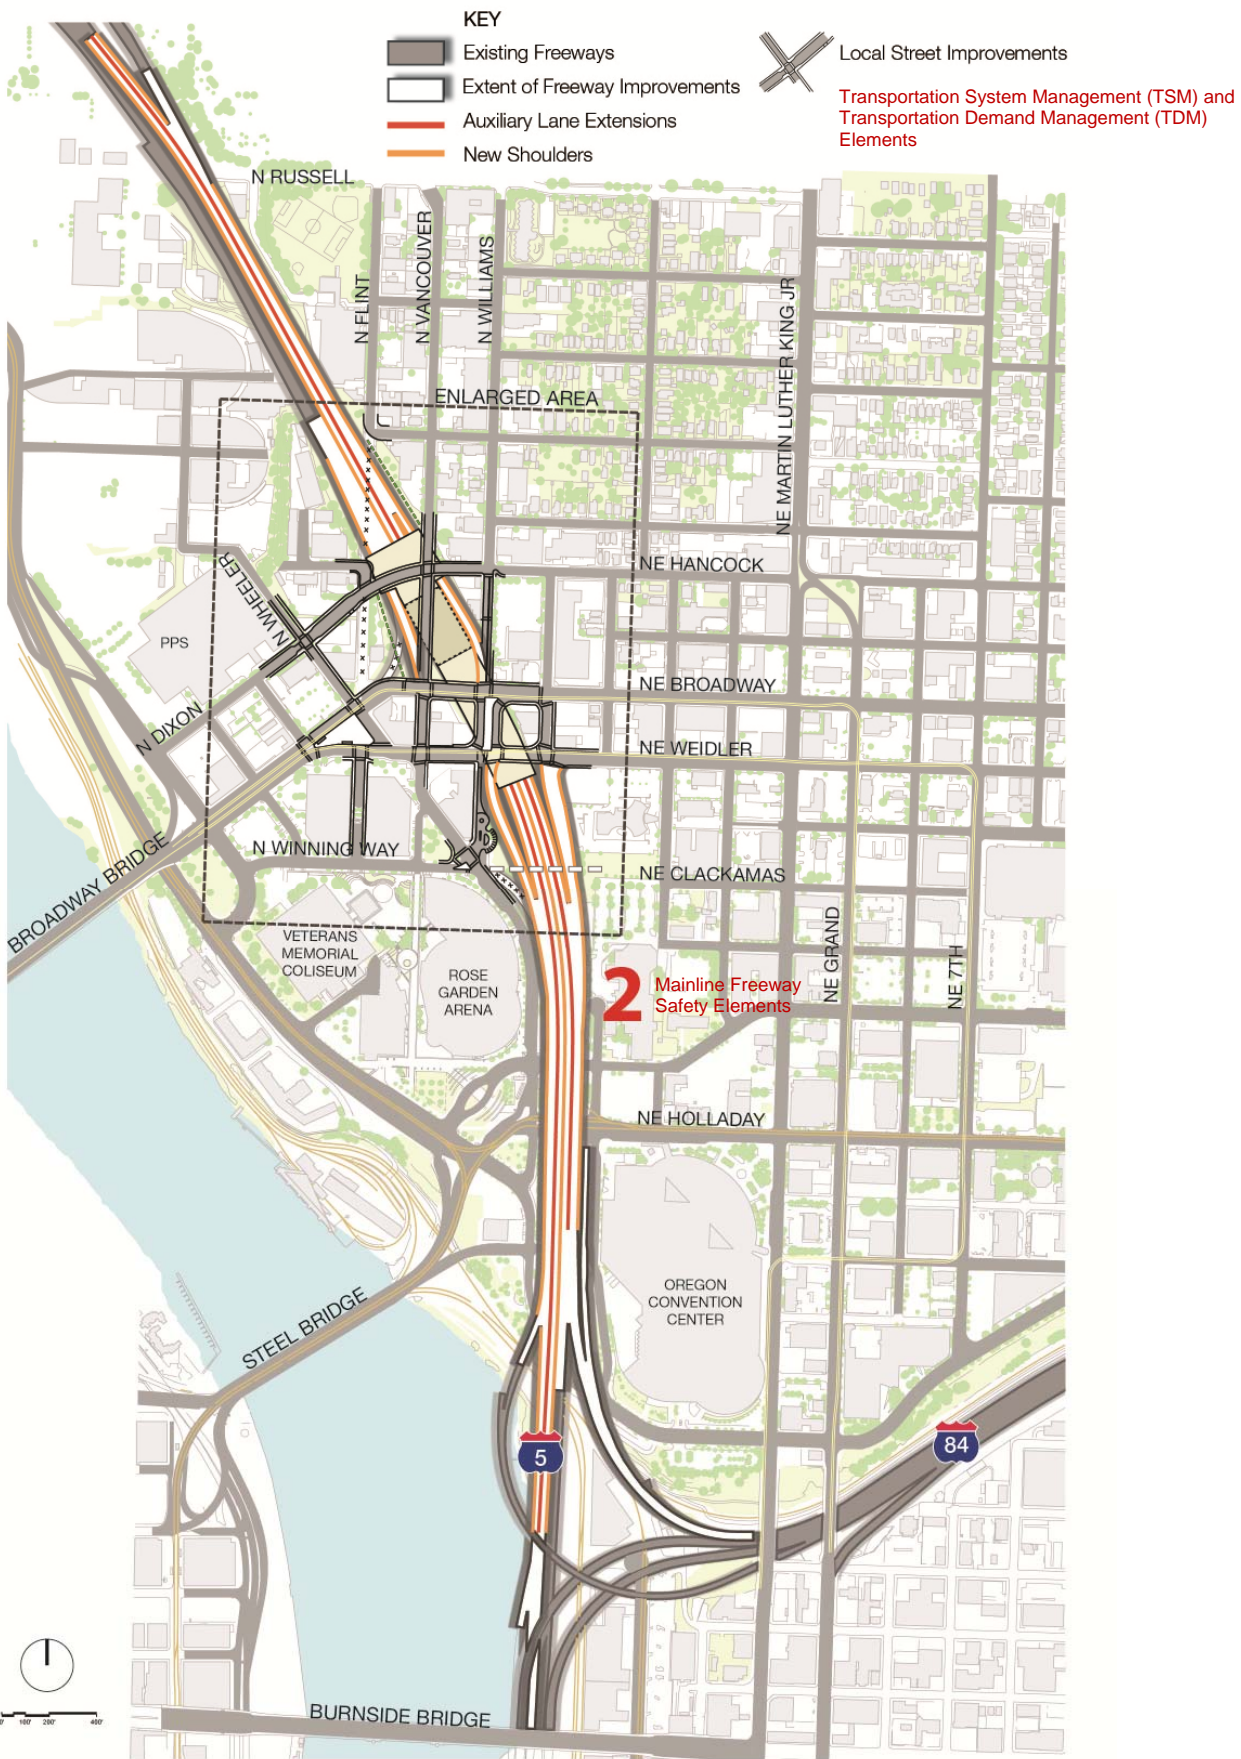 KEY
Existing Freeways
Extent of Freeway Improvements
Auxiliary Lane Extensions
New Shoulders
Local Street Improvements
Transportation System Management (TSM) and
Transportation Demand Management (TDM)
Elements
N RUSSELL
N FLINT
N VANCOUVER
N WILLIAMS
NE MARTIN LUTHER KING JR
ENLARGED AREA
NE HANCOCK
N WHEELER
PPS
NE BROADWAY
N DIXON
NE WEIDLER
BROADWAY BRIDGE
N WINNING WAY
NE CLACKAMAS
VETERANS
MEMORIAL
COLISEUM
ROSE
GARDEN
ARENA
2
Mainline Freeway
Safety Elements
NE GRAND
NE 7TH
NE HOLLADAY
OREGON
CONVENTION
CENTER
STEEL BRIDGE
5
84
BURNSIDE BRIDGE
0' 100' 200' 400'